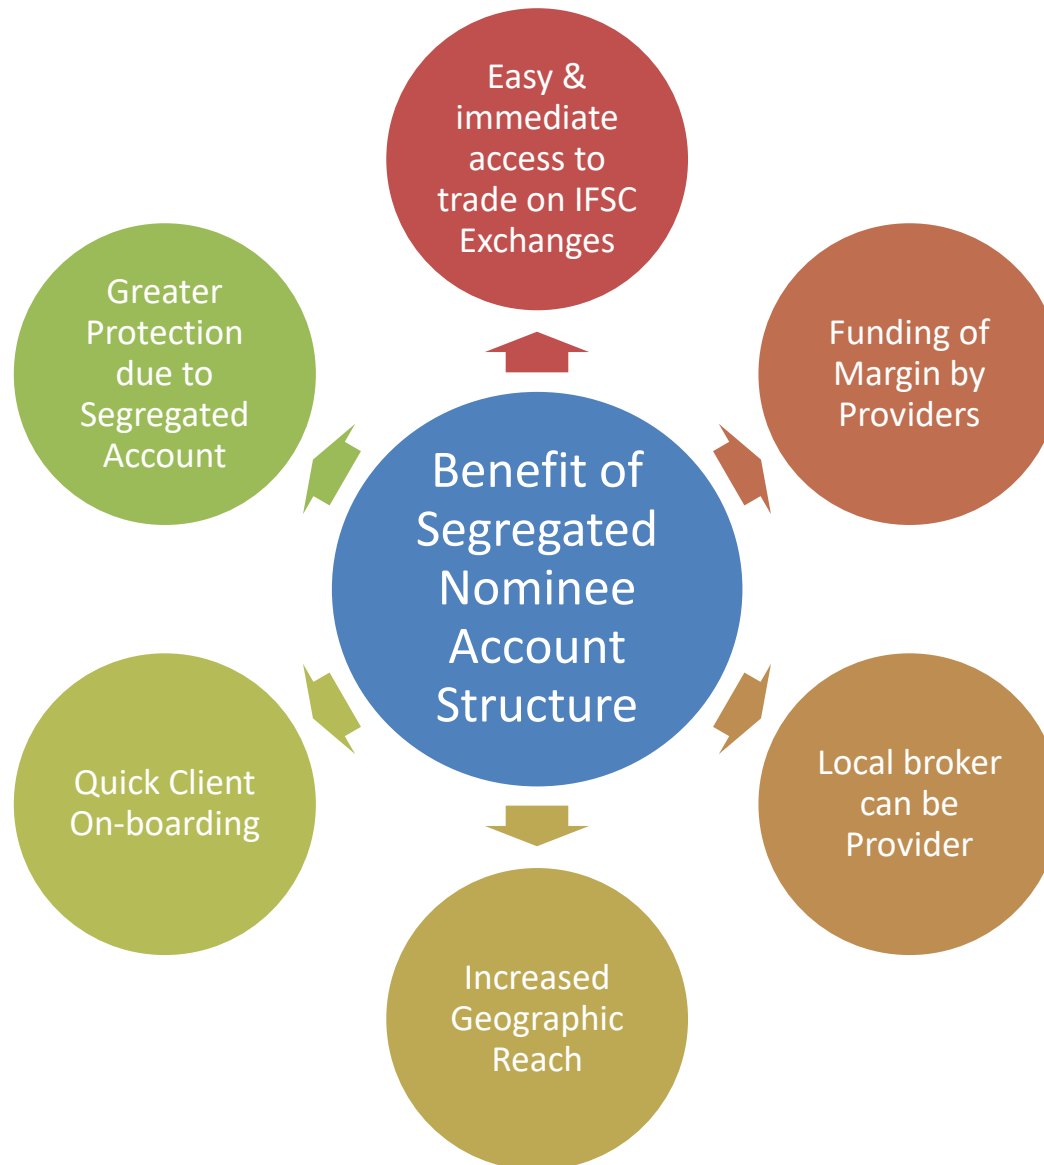 Easy &
immediate
access to
trade on IFSC
Exchanges
Funding of
Margin by
Providers
Local broker
can be
Provider
Increased
Geographic
Reach
Quick Client
On-boarding
Greater
Protection
due to
Segregated
Account
Benefit of
Segregated
Nominee
Account
Structure